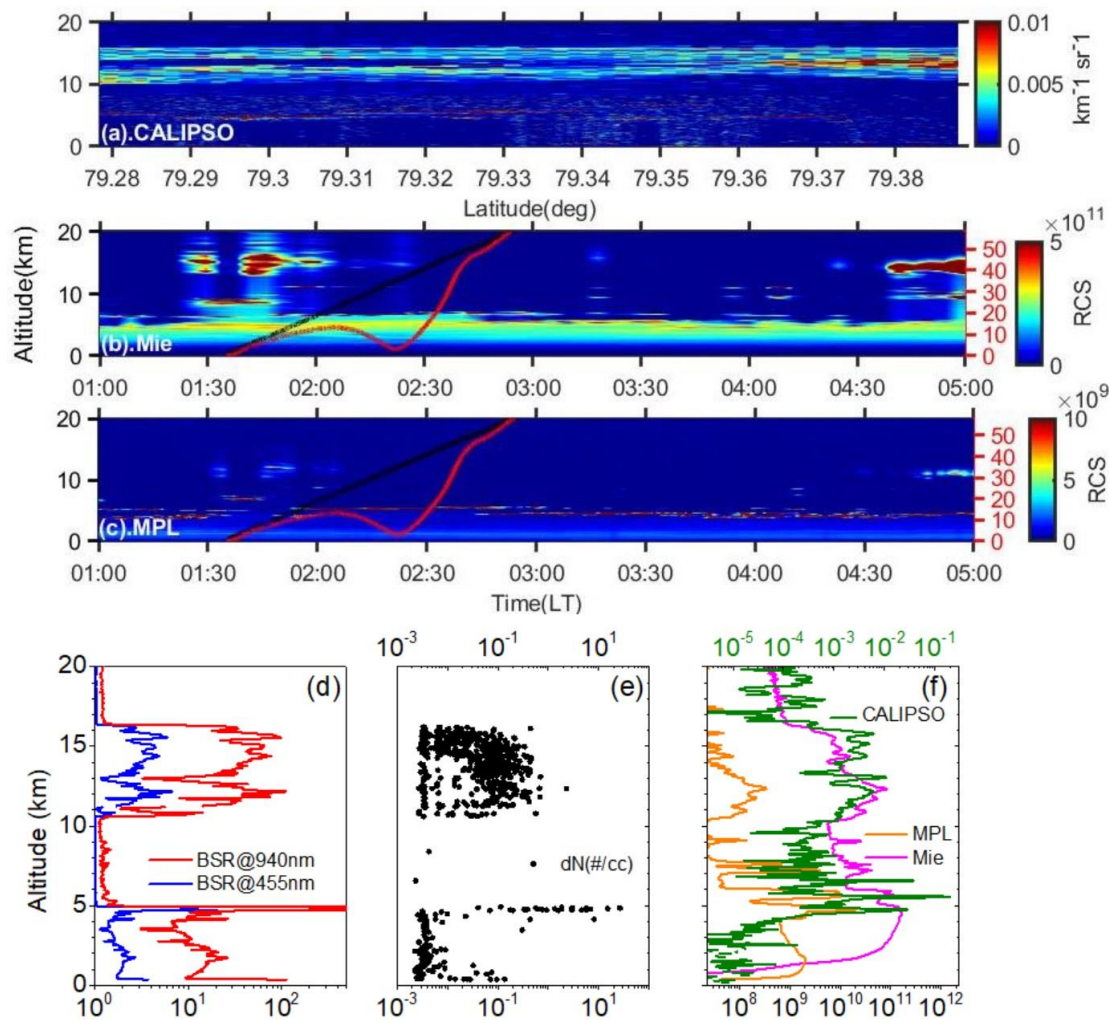 20
10
0
(a).CALIPSO
0.01
0.005
0
km⁻¹ sr⁻¹
79.28 79.29 79.3 79.31 79.32 79.33 79.34 79.35 79.36 79.37 79.38
Latitude(deg)
Altitude(km)
20
10
0
(b).Mie
50
40
30
20
10
0
×10¹¹
5
0
RCS
01:00 01:30 02:00 02:30 03:00 03:30 04:00 04:30 05:00
20
10
0
(c).MPL
50
40
30
20
10
0
×10⁹
10
5
0
RCS
01:00 01:30 02:00 02:30 03:00 03:30 04:00 04:30 05:00
Time(LT)
Altitude (km)
20
15
10
5
0
(d)
BSR@940nm
BSR@455nm
10⁰ 10¹ 10²
10⁻³ 10⁻¹ 10¹
(e)
dN(#/cc)
10⁻³ 10⁻¹ 10¹
10⁻⁵ 10⁻⁴ 10⁻³ 10⁻² 10⁻¹
(f)
CALIPSO
MPL
Mie
10⁸ 10⁹ 10¹⁰ 10¹¹ 10¹²